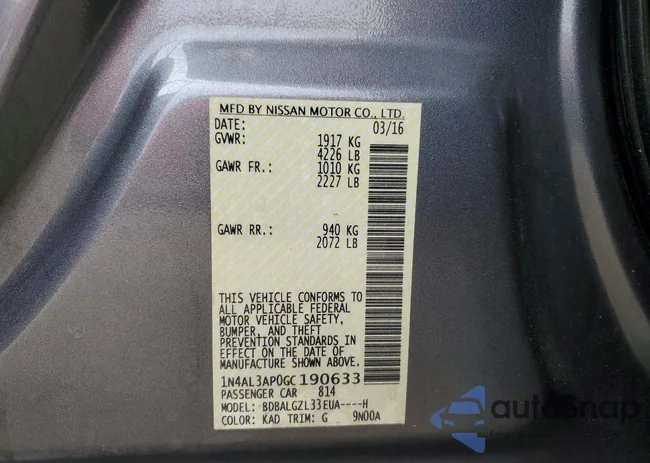 MFD BY NISSAN MOTOR CO., LTD.
DATE: 03/16
GVWR: 1917 KG
4226 LB
GAWR FR.: 1010 KG
2227 LB
GAWR RR.: 940 KG
2072 LB
THIS VEHICLE CONFORMS TO
ALL APPLICABLE FEDERAL
MOTOR VEHICLE SAFETY,
BUMPER, AND THEFT
PREVENTION STANDARDS IN
EFFECT ON THE DATE OF
MANUFACTURE SHOWN ABOVE.
1N4AL3AP0GC190633
PASSENGER CAR 814
MODEL: BDBALGZL33EUA----H
COLOR: KAD TRIM: G 9N00A
autoSnap